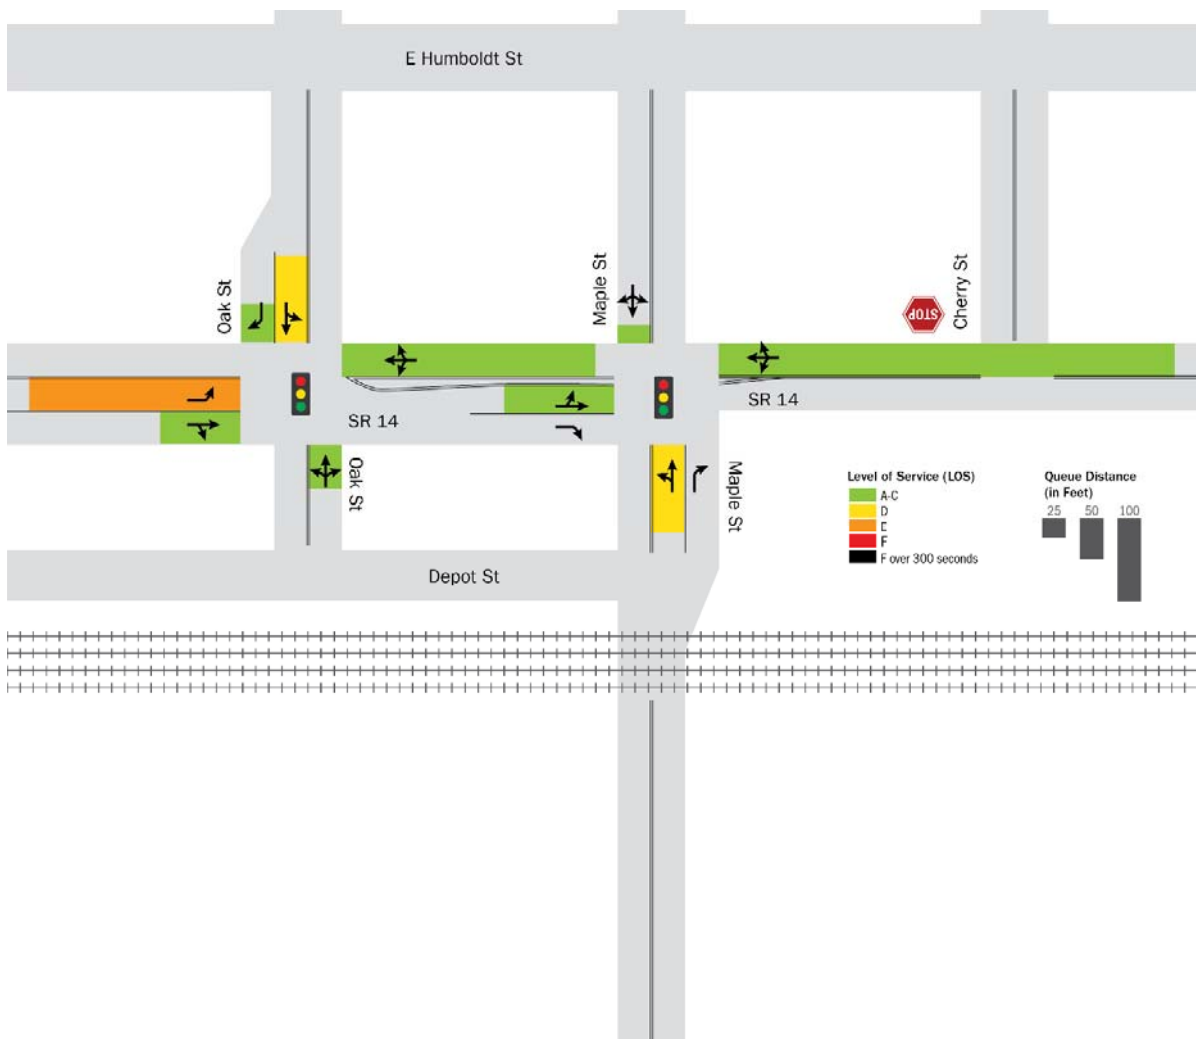 E Humboldt St
Oak St
Maple St
STOP
Cherry St
SR 14
SR 14
Oak St
Maple St
Depot St
Level of Service (LOS)
A-C
D
E
F
F over 300 seconds
Queue Distance
(in Feet)
25 50 100